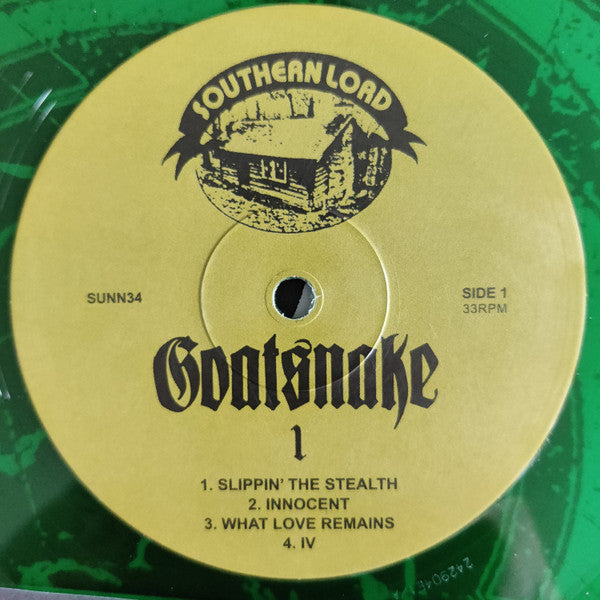 SOUTHERN LORD
SUNN34
SIDE 1
33RPM
Goatsnake
1
1. SLIPPIN' THE STEALTH
2. INNOCENT
3. WHAT LOVE REMAINS
4. IV